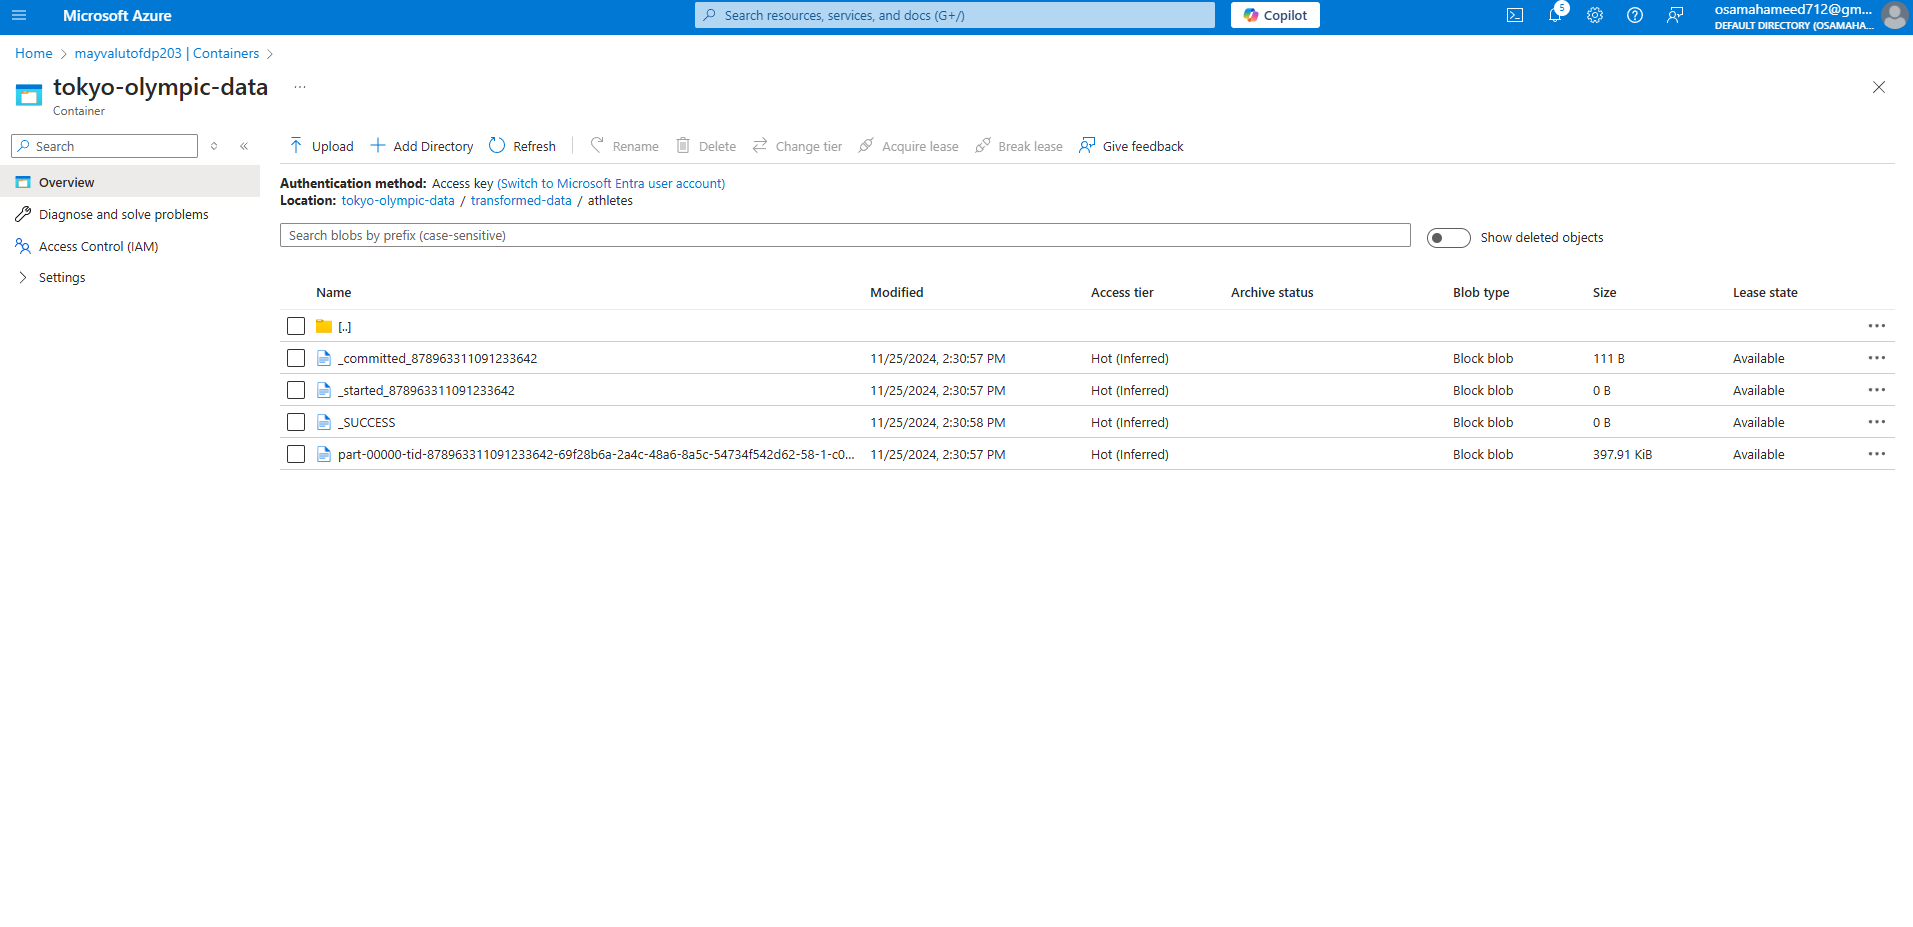 Microsoft Azure
Search resources, services, and docs (G+/)
Copilot
5
osamahameed712@gm...
DEFAULT DIRECTORY (OSAMAHA...
Home > mayvalutofdp203 | Containers >
tokyo-olympic-data ...
Container
Search
Overview
Diagnose and solve problems
Access Control (IAM)
Settings
Upload Add Directory Refresh Rename Delete Change tier Acquire lease Break lease Give feedback
Authentication method: Access key (Switch to Microsoft Entra user account)
Location: tokyo-olympic-data / transformed-data / athletes
Search blobs by prefix (case-sensitive)
Show deleted objects
Name Modified Access tier Archive status Blob type Size Lease state
[..]
_committed_878963311091233642 11/25/2024, 2:30:57 PM Hot (Inferred) Block blob 111 B Available
_started_878963311091233642 11/25/2024, 2:30:57 PM Hot (Inferred) Block blob 0 B Available
_SUCCESS 11/25/2024, 2:30:58 PM Hot (Inferred) Block blob 0 B Available
part-00000-tid-878963311091233642-69f28b6a-2a4c-48a6-8a5c-54734f542d62-58-1-c0... 11/25/2024, 2:30:57 PM Hot (Inferred) Block blob 397.91 KiB Available